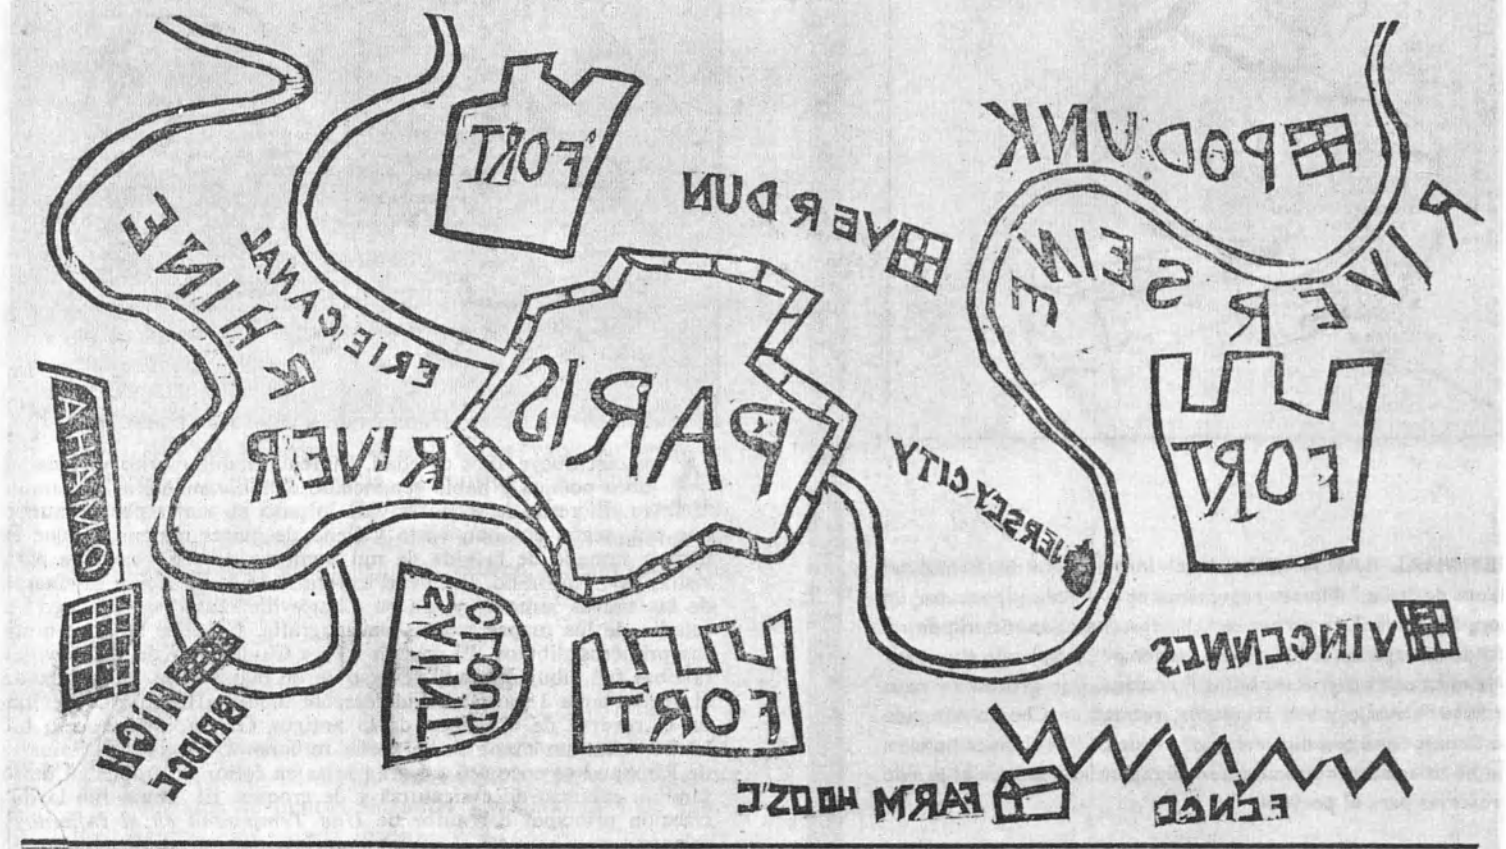 FORT
PODUNK
VERDUN
RIVER SEINE
RIVER RHINE
ERIE CANAL
PARIS
OMAHA
JERSEY CITY
FORT
SAINT
CLOUD
FORT
VINCENNES
HIGH
BRIDGE
FARM HOUSE
FENCE